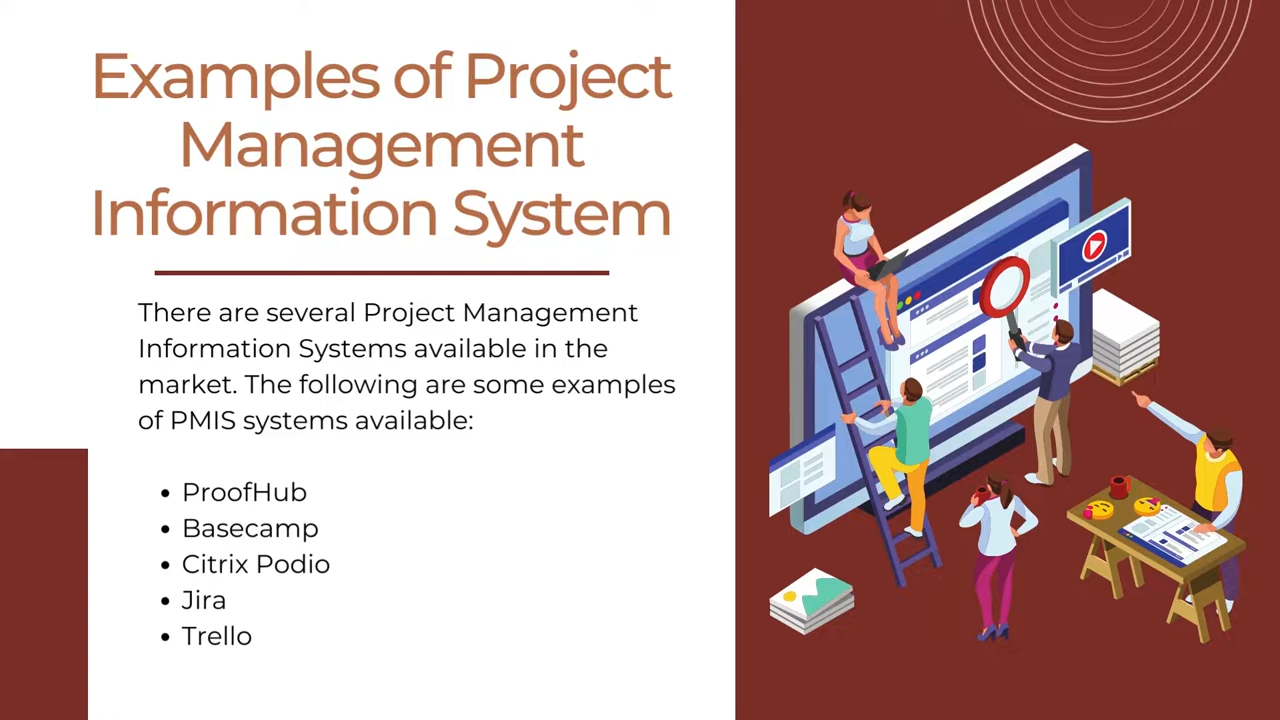 Examples of Project
Management
Information System
There are several Project Management
Information Systems available in the
market. The following are some examples
of PMIS systems available:
• ProofHub
• Basecamp
• Citrix Podio
• Jira
• Trello